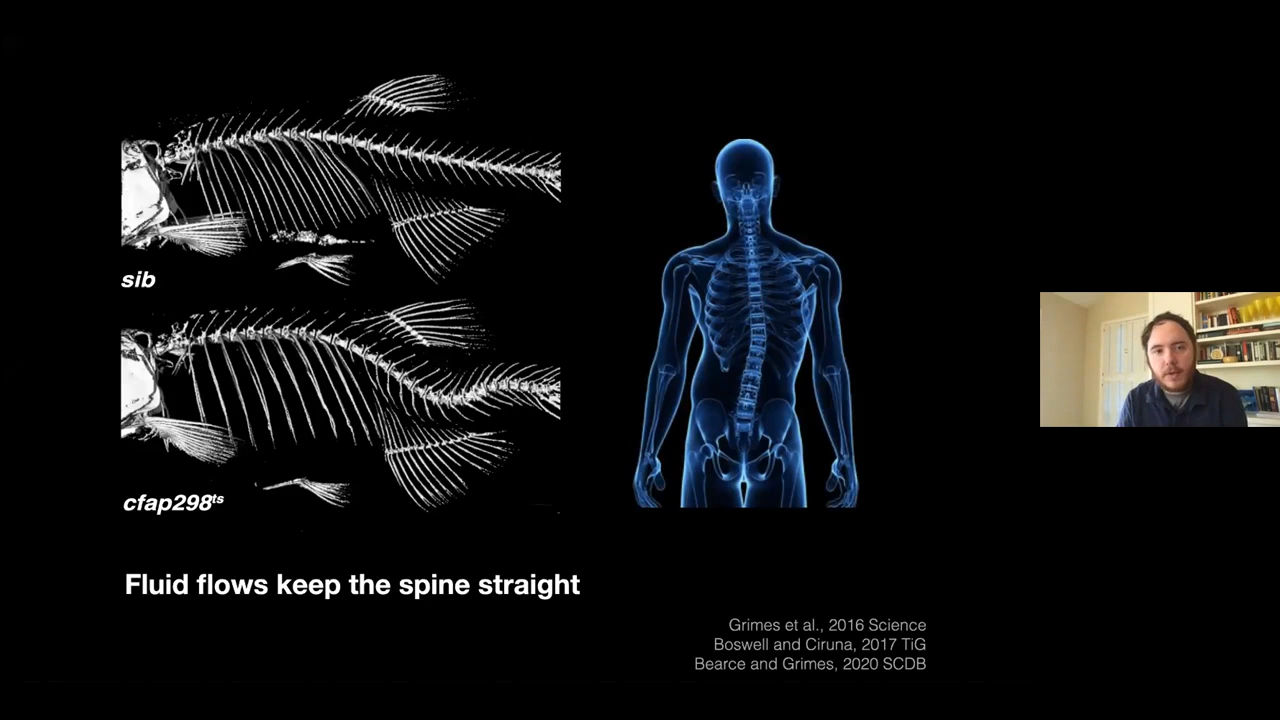 sib
cfap298ts
Fluid flows keep the spine straight
Grimes et al., 2016 Science
Boswell and Ciruna, 2017 TiG
Bearce and Grimes, 2020 SCDB